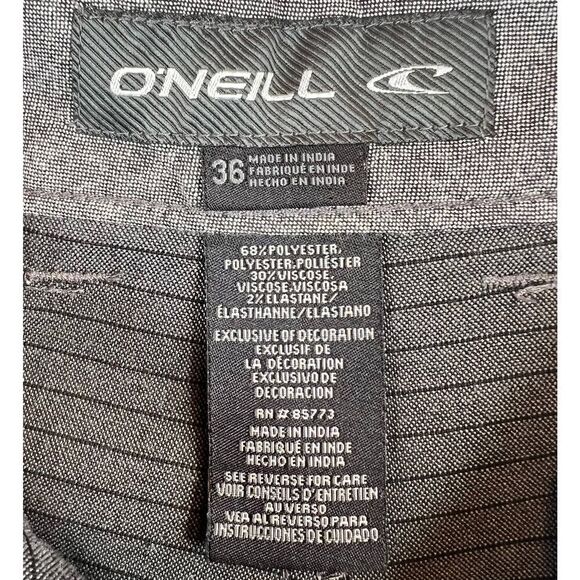 O'NEILL
36 MADE IN INDIA
FABRIQUÉ EN INDE
HECHO EN INDIA
68% POLYESTER,
POLYESTER, POLIÉSTER
30% VISCOSE,
VISCOSE, VISCOSA
2% ELASTANE/
ÉLASTHANNE/ELASTANO
EXCLUSIVE OF DECORATION
EXCLUSIF DE
LA DÉCORATION
EXCLUSIVO DE
DECORACION
RN # 85773
MADE IN INDIA
FABRIQUÉ EN INDE
HECHO EN INDIA
SEE REVERSE FOR CARE
VOIR CONSEILS D'ENTRETIEN
AU VERSO
VEA AL REVERSO PARA
INSTRUCCIONES DE CUIDADO